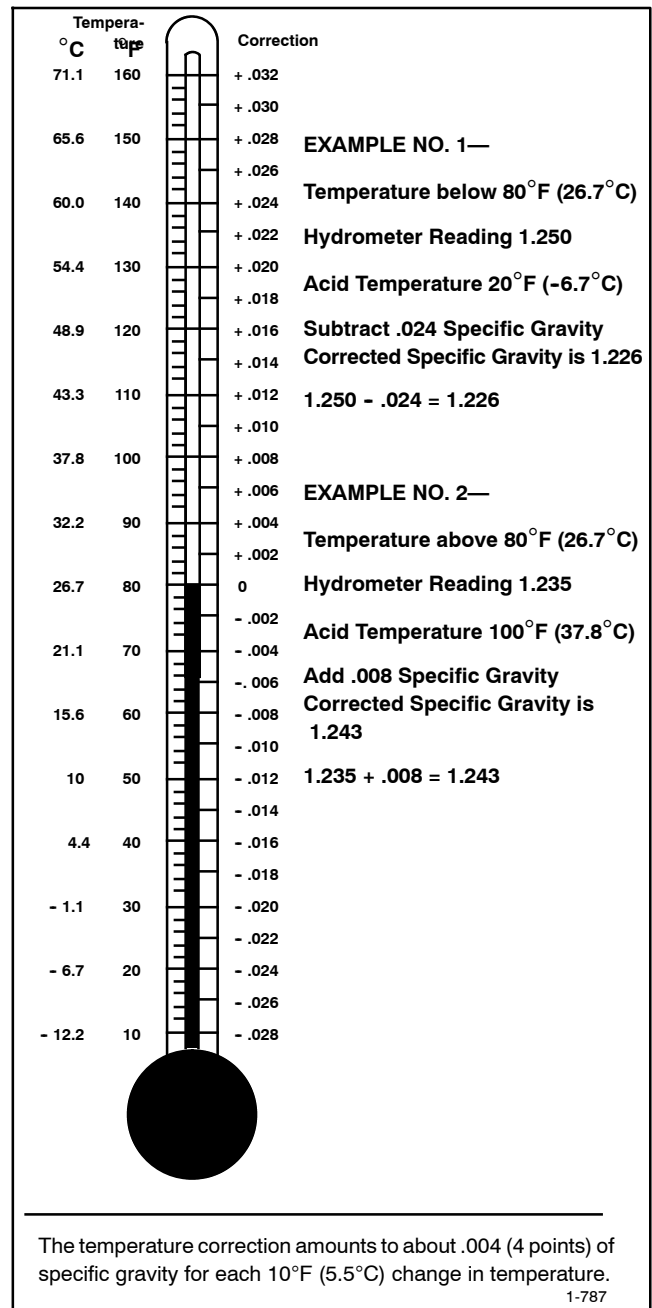 Tempera-
ture
°C °F Correction
71.1 160 + .032
+ .030
65.6 150 + .028
+ .026
60.0 140 + .024
+ .022
54.4 130 + .020
+ .018
48.9 120 + .016
+ .014
43.3 110 + .012
+ .010
37.8 100 + .008
+ .006
32.2 90 + .004
+ .002
26.7 80 0
- .002
21.1 70 - .004
-. 006
15.6 60 - .008
- .010
10 50 - .012
- .014
4.4 40 - .016
- .018
- 1.1 30 - .020
- .022
- 6.7 20 - .024
- .026
- 12.2 10 - .028
EXAMPLE NO. 1—
Temperature below 80°F (26.7°C)
Hydrometer Reading 1.250
Acid Temperature 20°F (-6.7°C)
Subtract .024 Specific Gravity
Corrected Specific Gravity is 1.226
1.250 - .024 = 1.226
EXAMPLE NO. 2—
Temperature above 80°F (26.7°C)
Hydrometer Reading 1.235
Acid Temperature 100°F (37.8°C)
Add .008 Specific Gravity
Corrected Specific Gravity is
1.243
1.235 + .008 = 1.243
The temperature correction amounts to about .004 (4 points) of
specific gravity for each 10°F (5.5°C) change in temperature.
1-787